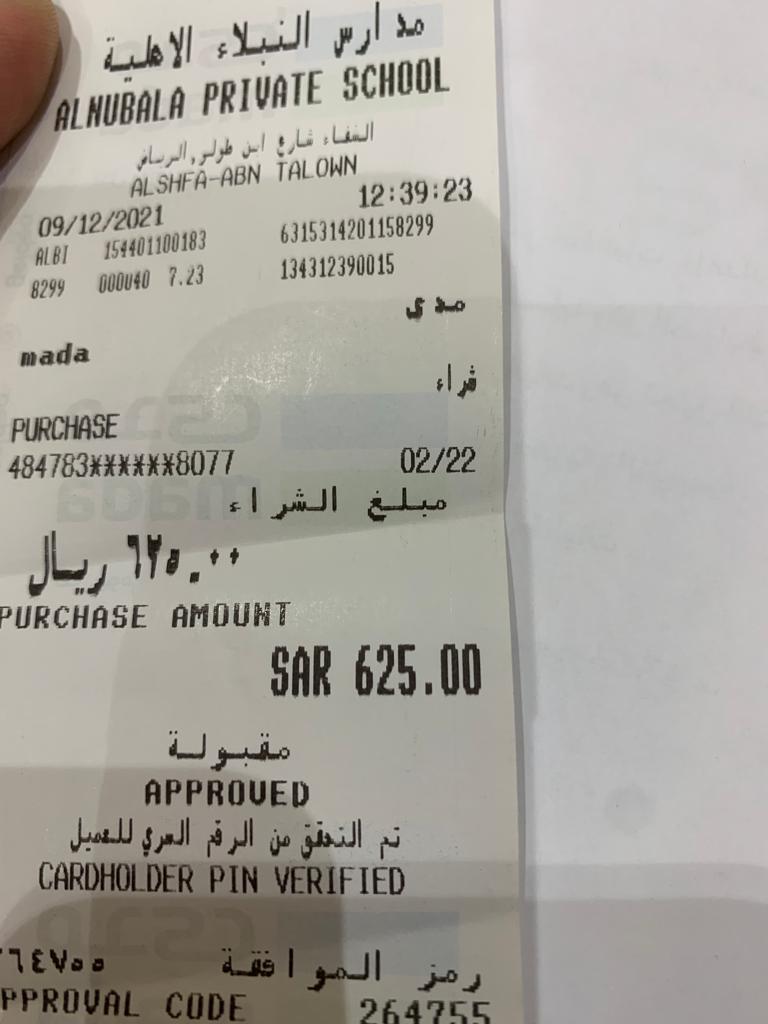 مدارس النبلاء الاهلية
ALNUBALA PRIVATE SCHOOL
الشفاء شارع ابن طولون, الرياض
ALSHFA-ABN TALOWN
09/12/2021 12:39:23
ALBI 154401100183 6315314201158299
8299 000U40 7.23 134312390015
مدى
mada
شراء
PURCHASE
484783******8077 02/22
مبلغ الشراء
٦٢٥.٠٠ ريال
PURCHASE AMOUNT
SAR 625.00
مقبولة
APPROVED
تم التحقق من الرقم السري للعميل
CARDHOLDER PIN VERIFIED
رمز الموافقة ٦٤٧٥٥
PPROVAL CODE 264755